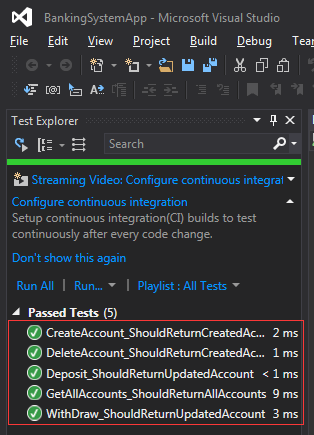 BankingSystemApp - Microsoft Visual Studio
File Edit View Project Build Debug Team
Test Explorer
Search
Streaming Video: Configure continuous integrat
Configure continuous integration
Setup continuous integration(CI) builds to test
continuously after every code change.
Don't show this again
Run All | Run... | Playlist : All Tests
Passed Tests (5)
CreateAccount_ShouldReturnCreatedAc... 2 ms
DeleteAccount_ShouldReturnCreatedAc... 1 ms
Deposit_ShouldReturnUpdatedAccount < 1 ms
GetAllAccounts_ShouldReturnAllAccounts 9 ms
WithDraw_ShouldReturnUpdatedAccount 3 ms